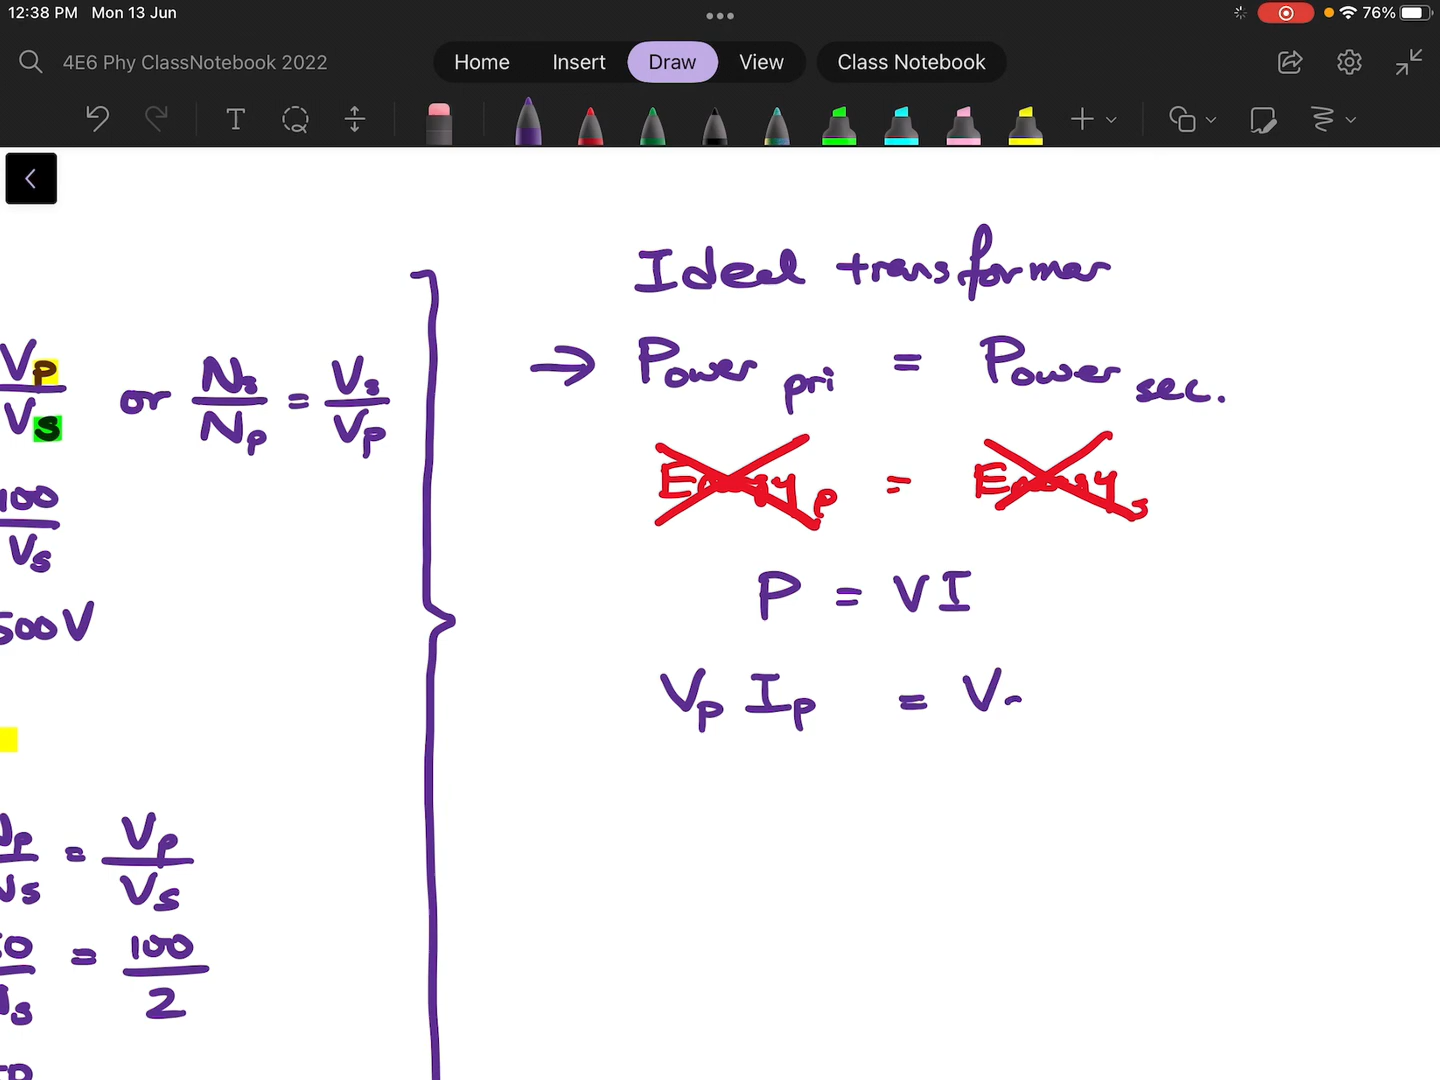 12:38 PM Mon 13 Jun
76%
4E6 Phy ClassNotebook 2022
Home Insert Draw View Class Notebook
T
Vp/Vs or Ns/Np = Vs/Vp
100/Vs
500V
= Vp/Vs
= 100/2
Ideal transformer
→ Power pri = Power sec.
Energy p = Energy s
P = VI
Vp Ip = V